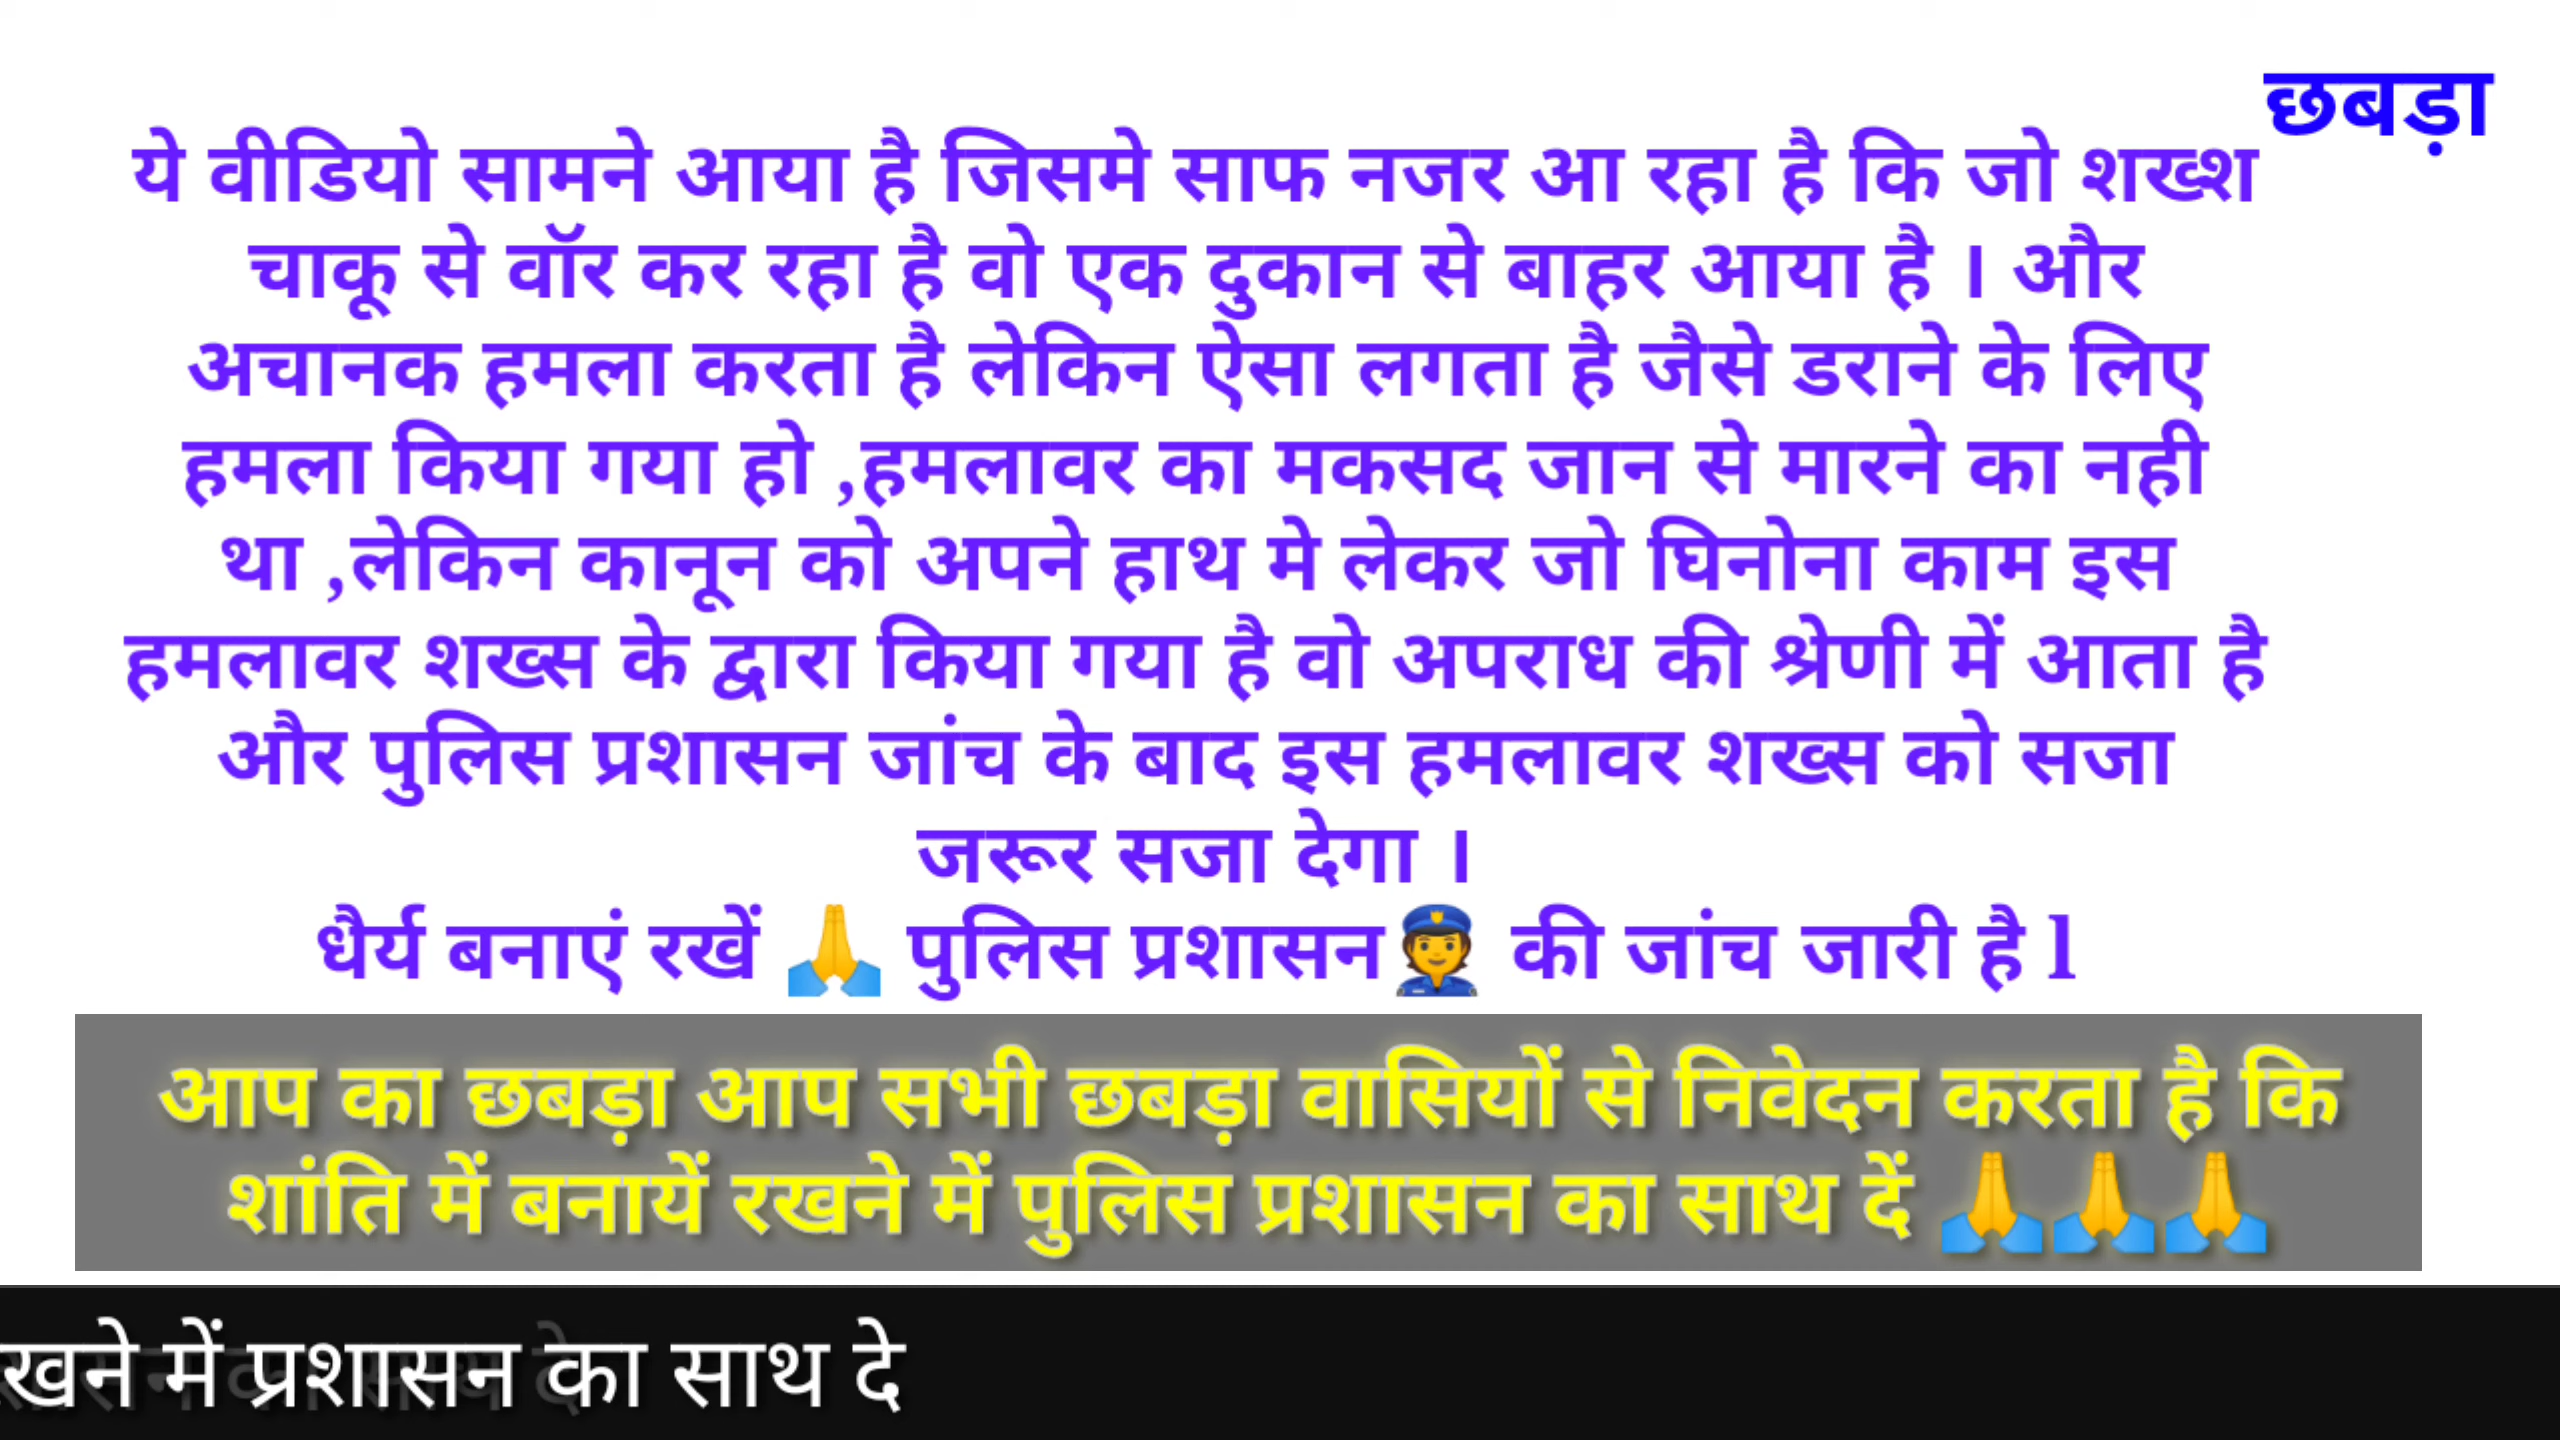 छबड़ा
ये वीडियो सामने आया है जिसमे साफ नजर आ रहा है कि जो शख्श
चाकू से वॉर कर रहा है वो एक दुकान से बाहर आया है । और
अचानक हमला करता है लेकिन ऐसा लगता है जैसे डराने के लिए
हमला किया गया हो ,हमलावर का मकसद जान से मारने का नही
था ,लेकिन कानून को अपने हाथ मे लेकर जो घिनोना काम इस
हमलावर शख्स के द्वारा किया गया है वो अपराध की श्रेणी में आता है
और पुलिस प्रशासन जांच के बाद इस हमलावर शख्स को सजा
जरूर सजा देगा ।
धैर्य बनाएं रखें 🙏 पुलिस प्रशासन👮 की जांच जारी है l
आप का छबड़ा आप सभी छबड़ा वासियों से निवेदन करता है कि
शांति में बनायें रखने में पुलिस प्रशासन का साथ दें 🙏🙏🙏
खने में प्रशासन का साथ दे